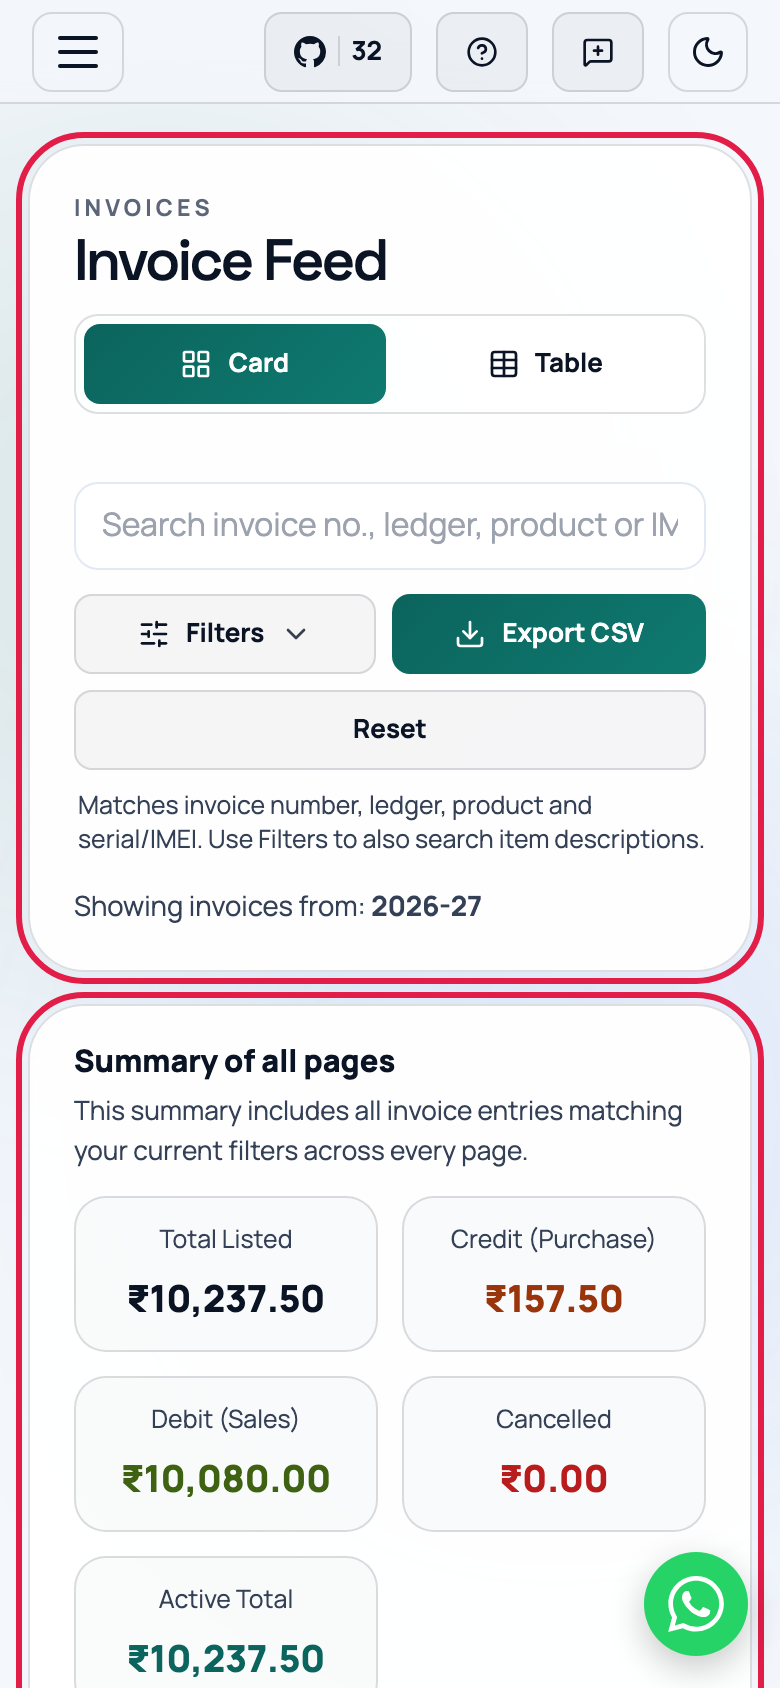 32
INVOICES
Invoice Feed
Card
Table
Search invoice no., ledger, product or IM
Filters
Export CSV
Reset
Matches invoice number, ledger, product and
serial/IMEI. Use Filters to also search item descriptions.
Showing invoices from: 2026-27
Summary of all pages
This summary includes all invoice entries matching
your current filters across every page.
Total Listed
₹10,237.50
Credit (Purchase)
₹157.50
Debit (Sales)
₹10,080.00
Cancelled
₹0.00
Active Total
₹10,237.50